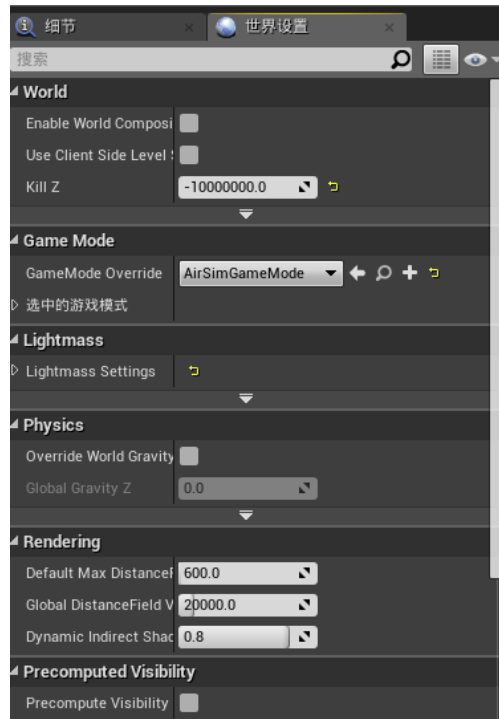 细节 世界设置
搜索
World
Enable World Composi
Use Client Side Level
Kill Z -10000000.0
Game Mode
GameMode Override AirSimGameMode
选中的游戏模式
Lightmass
Lightmass Settings
Physics
Override World Gravity
Global Gravity Z 0.0
Rendering
Default Max DistanceF 600.0
Global DistanceField V 20000.0
Dynamic Indirect Shad 0.8
Precomputed Visibility
Precompute Visibility